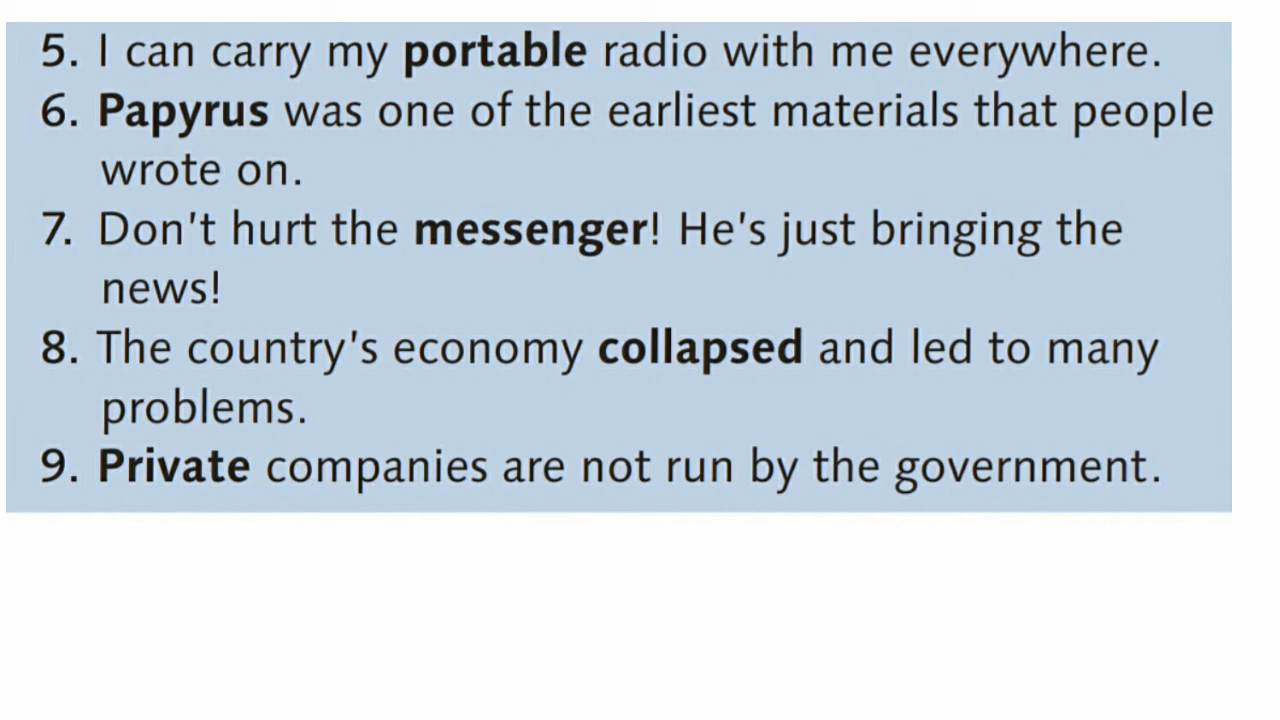 5. I can carry my portable radio with me everywhere.
6. Papyrus was one of the earliest materials that people
wrote on.
7. Don't hurt the messenger! He's just bringing the
news!
8. The country's economy collapsed and led to many
problems.
9. Private companies are not run by the government.